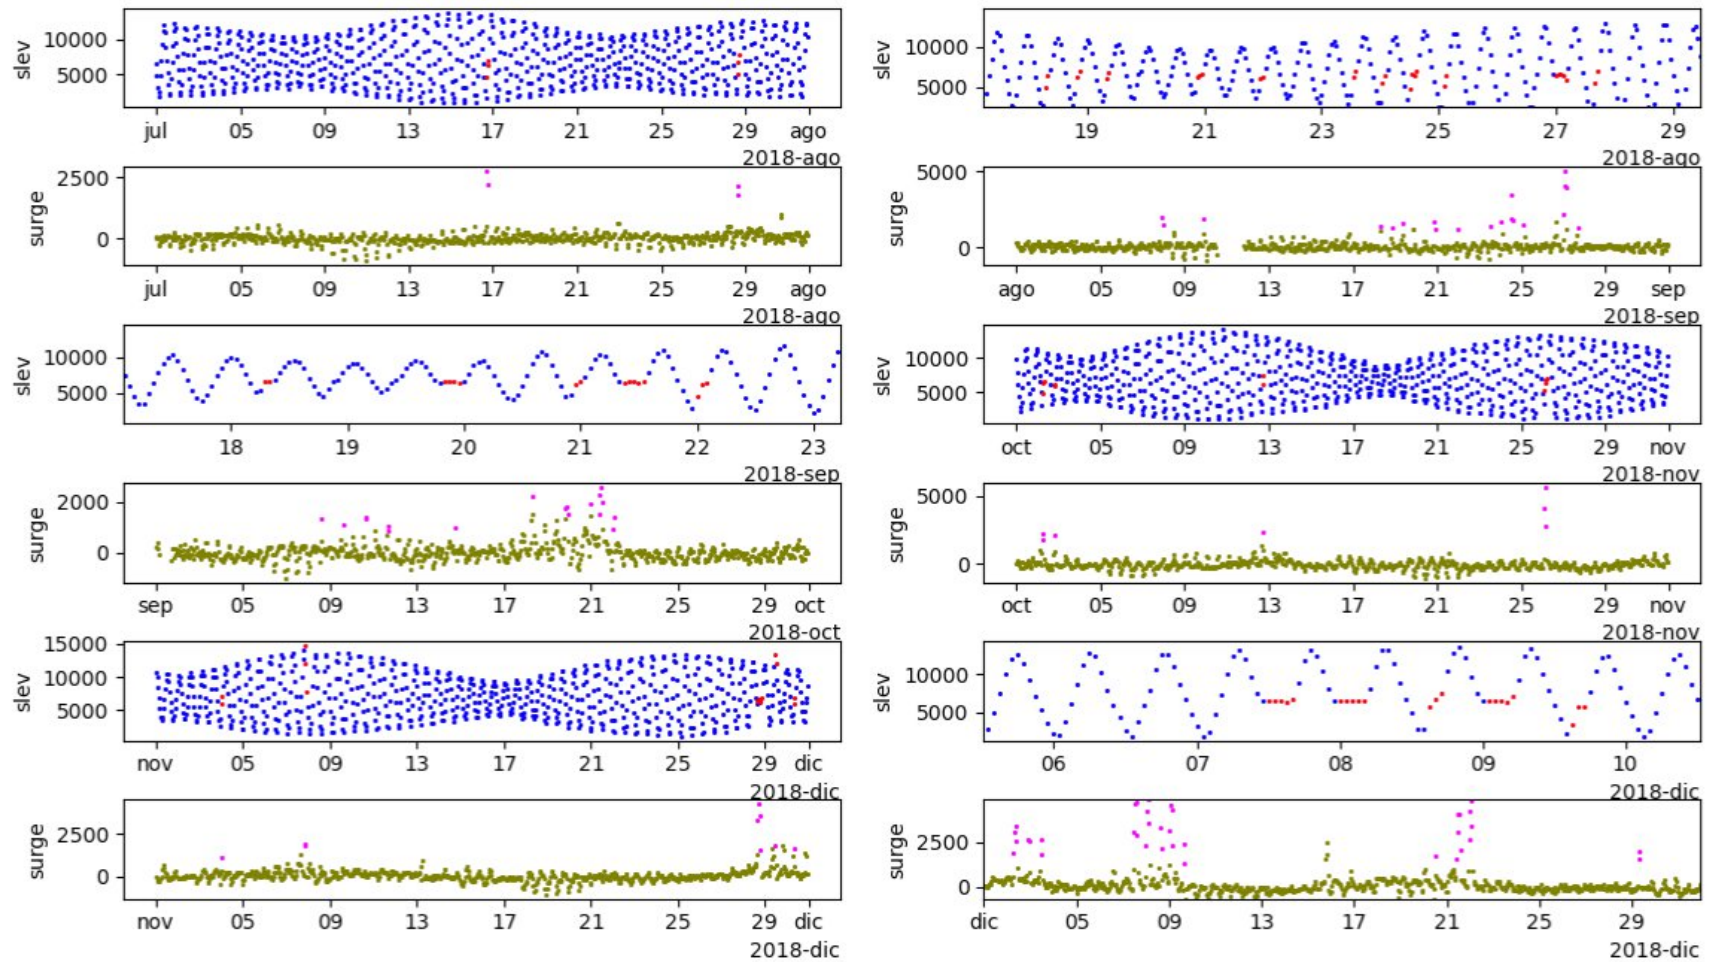 10000
5000
slev
jul 05 09 13 17 21 25 29 ago
2018-ago
10000
5000
slev
19 21 23 25 27 29
2018-ago
2500
0
surge
jul 05 09 13 17 21 25 29 ago
2018-ago
5000
0
surge
ago 05 09 13 17 21 25 29 sep
2018-sep
10000
5000
slev
18 19 20 21 22 23
2018-sep
10000
5000
slev
oct 05 09 13 17 21 25 29 nov
2018-nov
2000
0
surge
sep 05 09 13 17 21 25 29 oct
2018-oct
5000
0
surge
oct 05 09 13 17 21 25 29 nov
2018-nov
15000
10000
5000
slev
nov 05 09 13 17 21 25 29 dic
2018-dic
10000
5000
slev
06 07 08 09 10
2018-dic
2500
0
surge
nov 05 09 13 17 21 25 29 dic
2018-dic
2500
0
surge
dic 05 09 13 17 21 25 29
2018-dic